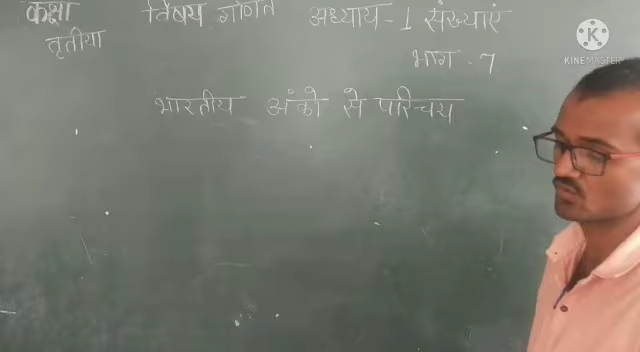 कक्षा विषय गणित अध्याय - 1 संख्याएं
तृतीया
भाग - 7
भारतीय अंको से परिचय
KINEMASTER